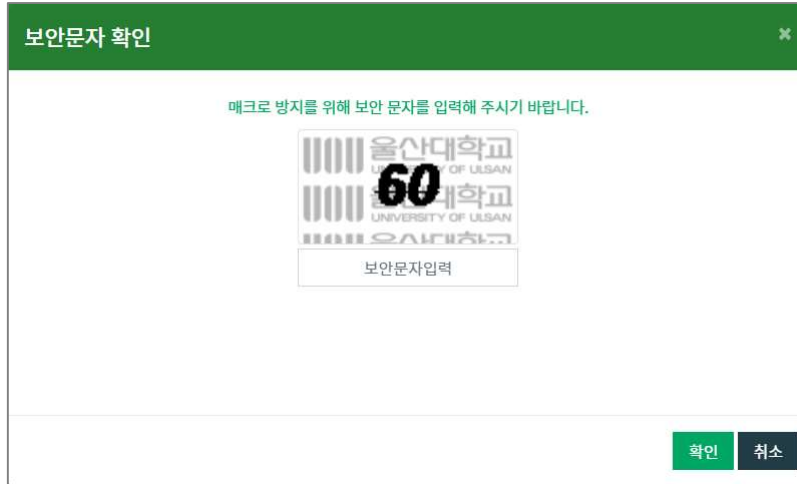 보안문자 확인
매크로 방지를 위해 보안 문자를 입력해 주시기 바랍니다.
울산대학교
OF ULSAN
60
대학교
UNIVERSITY OF ULSAN
보안문자입력
확인 취소